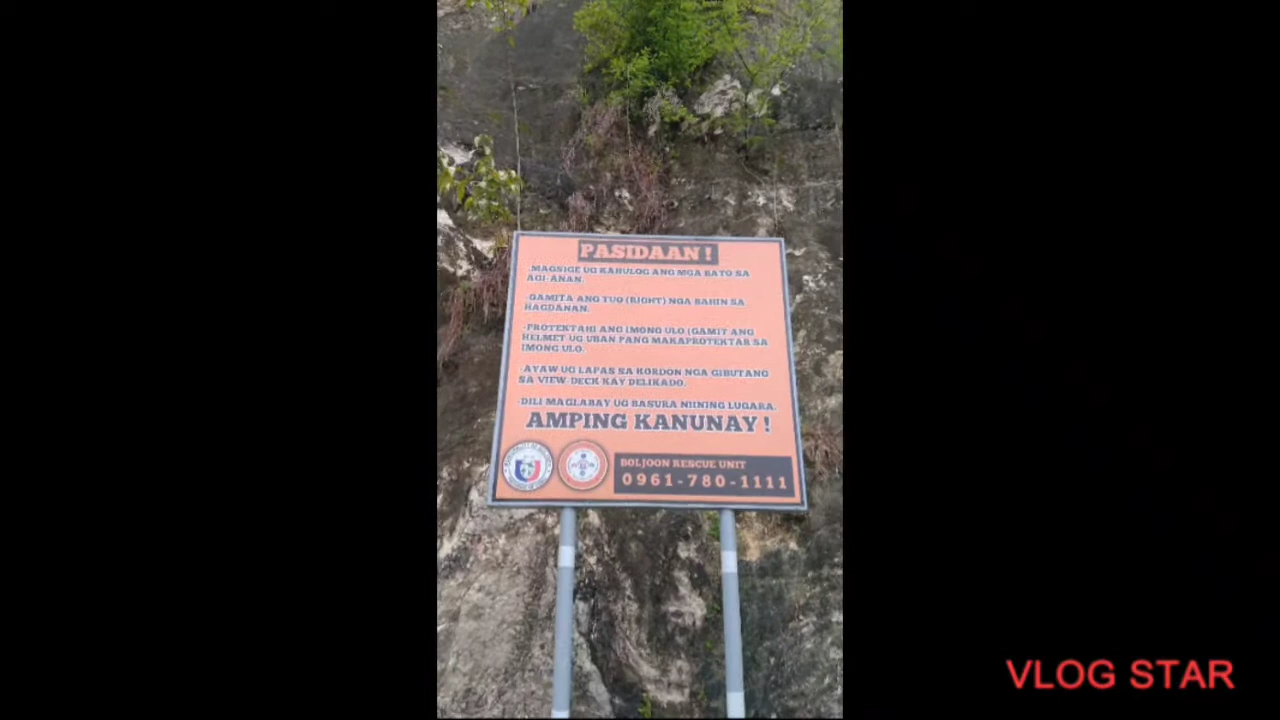 PASIDAAN !
.MAGSIGE UG KAHULOG ANG MGA BATO SA
AGI-ANAN.
-GAMITA ANG TUO (RIGHT) NGA BAHIN SA
HAGDANAN.
-PROTEKTAHI ANG IMONG ULO (GAMIT ANG
HELMET UG UBAN PANG MAKAPROTEKTAR SA
IMONG ULO.
-AYAW UG LAPAS SA KORDON NGA GIBUTANG
SA VIEW-DECK KAY DELIKADO.
-DILI MAGLABAY UG BASURA NIINING LUGARA.
AMPING KANUNAY !
BOLJOON RESCUE UNIT
0961-780-1111
VLOG STAR